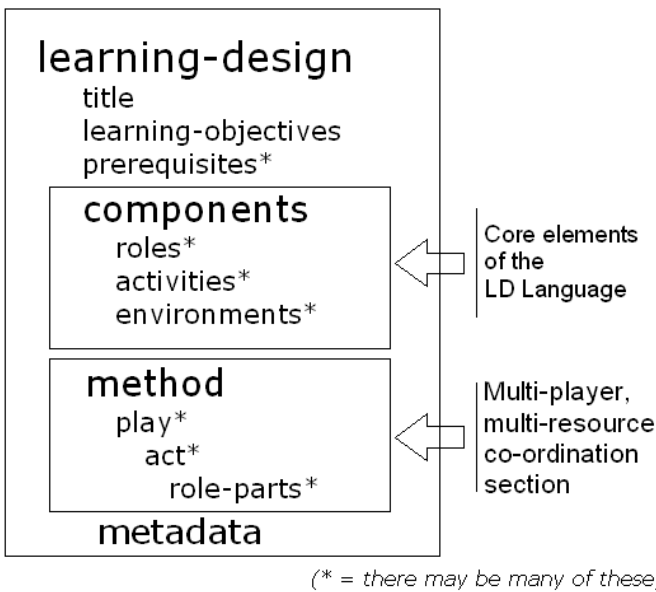 learning-design
title
learning-objectives
prerequisites*
components
roles*
activities*
environments*
Core elements
of the
LD Language
method
play*
act*
role-parts*
Multi-player,
multi-resource
co-ordination
section
metadata
(* = there may be many of these)